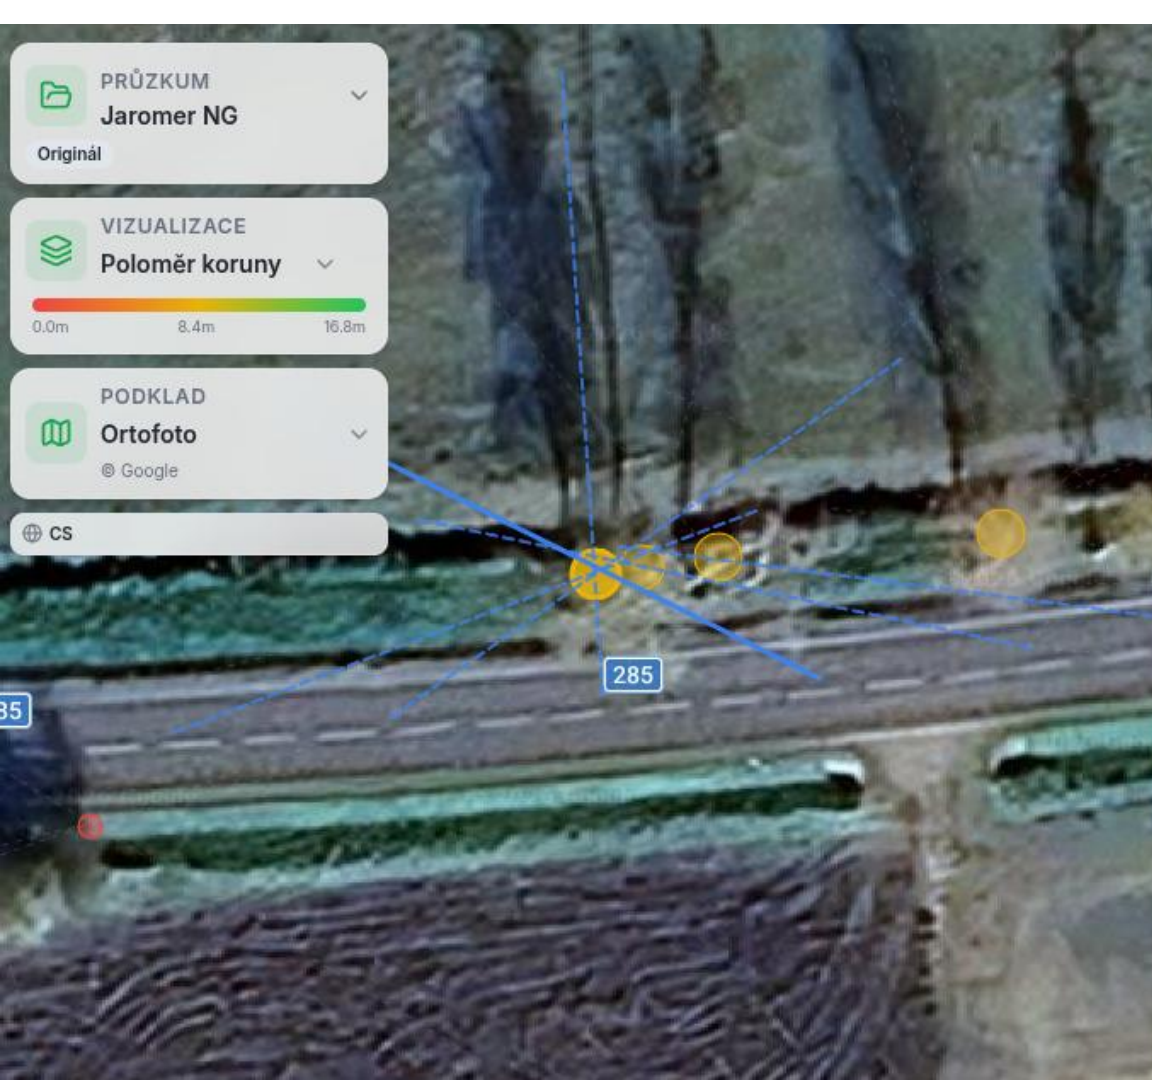 PRŮZKUM
Jaromer NG
Originál
VIZUALIZACE
Poloměr koruny
0.0m 8.4m 16.8m
PODKLAD
Ortofoto
© Google
CS
285
85